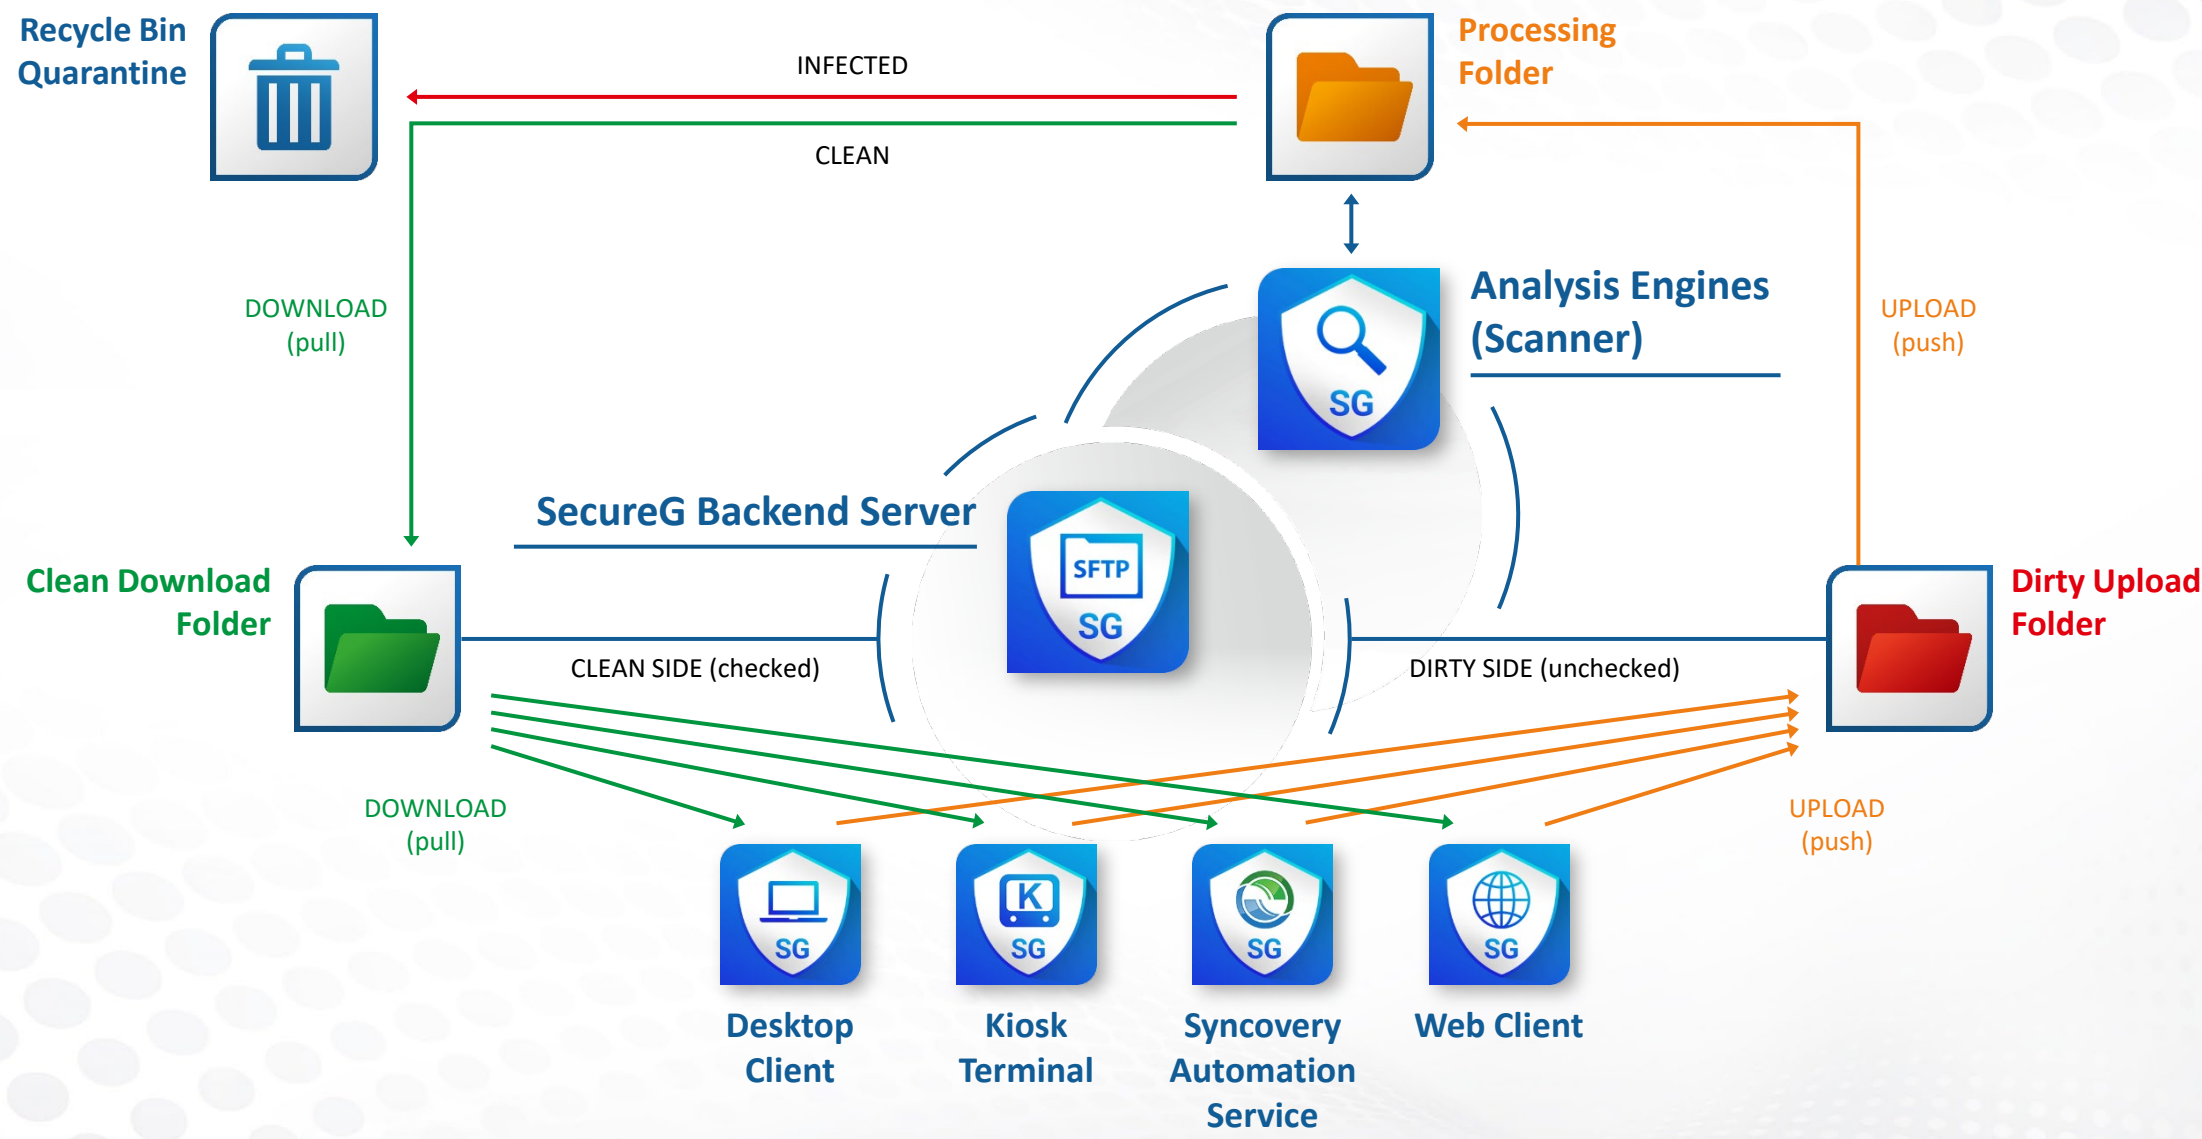 Recycle Bin
Quarantine
INFECTED
CLEAN
Processing
Folder
DOWNLOAD
(pull)
Analysis Engines
(Scanner)
SG
UPLOAD
(push)
SecureG Backend Server
SFTP
SG
Clean Download
Folder
CLEAN SIDE (checked)
DIRTY SIDE (unchecked)
Dirty Upload
Folder
DOWNLOAD
(pull)
UPLOAD
(push)
SG
K
SG
SG
SG
Desktop
Client
Kiosk
Terminal
Syncovery
Automation
Service
Web Client